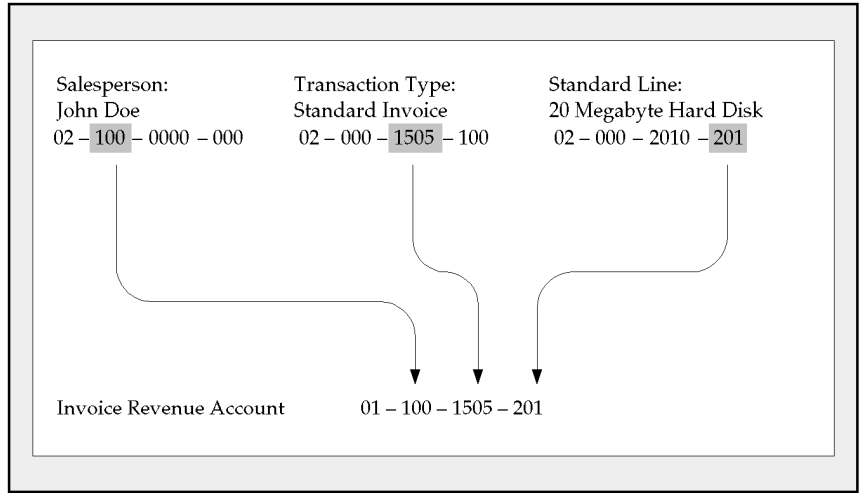 Salesperson:
John Doe
02 – 100 – 0000 – 000
Transaction Type:
Standard Invoice
02 – 000 – 1505 – 100
Standard Line:
20 Megabyte Hard Disk
02 – 000 – 2010 – 201
Invoice Revenue Account 01 – 100 – 1505 – 201